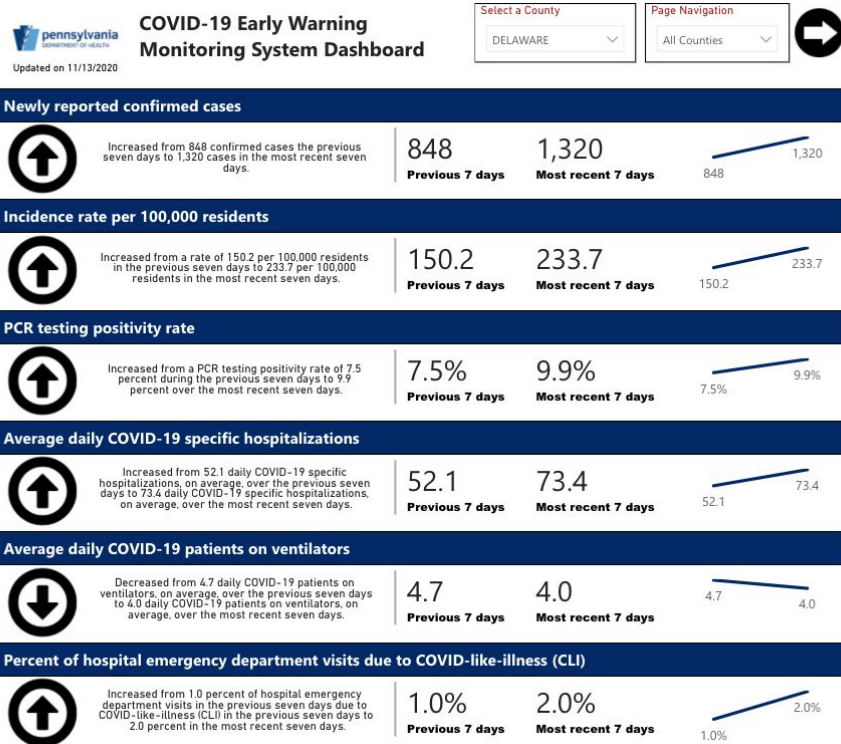 pennsylvania
DEPARTMENT OF HEALTH
Updated on 11/13/2020
COVID-19 Early Warning
Monitoring System Dashboard
Select a County
DELAWARE
Page Navigation
All Counties
Newly reported confirmed cases
Increased from 848 confirmed cases the previous
seven days to 1,320 cases in the most recent seven
days.
848
Previous 7 days
1,320
Most recent 7 days
848
1,320
Incidence rate per 100,000 residents
Increased from a rate of 150.2 per 100,000 residents
in the previous seven days to 233.7 per 100,000
residents in the most recent seven days.
150.2
Previous 7 days
233.7
Most recent 7 days
150.2
233.7
PCR testing positivity rate
Increased from a PCR testing positivity rate of 7.5
percent during the previous seven days to 9.9
percent over the most recent seven days.
7.5%
Previous 7 days
9.9%
Most recent 7 days
7.5%
9.9%
Average daily COVID-19 specific hospitalizations
Increased from 52.1 daily COVID-19 specific
hospitalizations, on average, over the previous seven
days to 73.4 daily COVID-19 specific hospitalizations,
on average, over the most recent seven days.
52.1
Previous 7 days
73.4
Most recent 7 days
52.1
73.4
Average daily COVID-19 patients on ventilators
Decreased from 4.7 daily COVID-19 patients on
ventilators, on average, over the previous seven days
to 4.0 daily COVID-19 patients on ventilators, on
average, over the most recent seven days.
4.7
Previous 7 days
4.0
Most recent 7 days
4.7
4.0
Percent of hospital emergency department visits due to COVID-like-illness (CLI)
Increased from 1.0 percent of hospital emergency
department visits in the previous seven days due to
COVID-like-illness (CLI) in the previous seven days to
2.0 percent in the most recent seven days.
1.0%
Previous 7 days
2.0%
Most recent 7 days
1.0%
2.0%